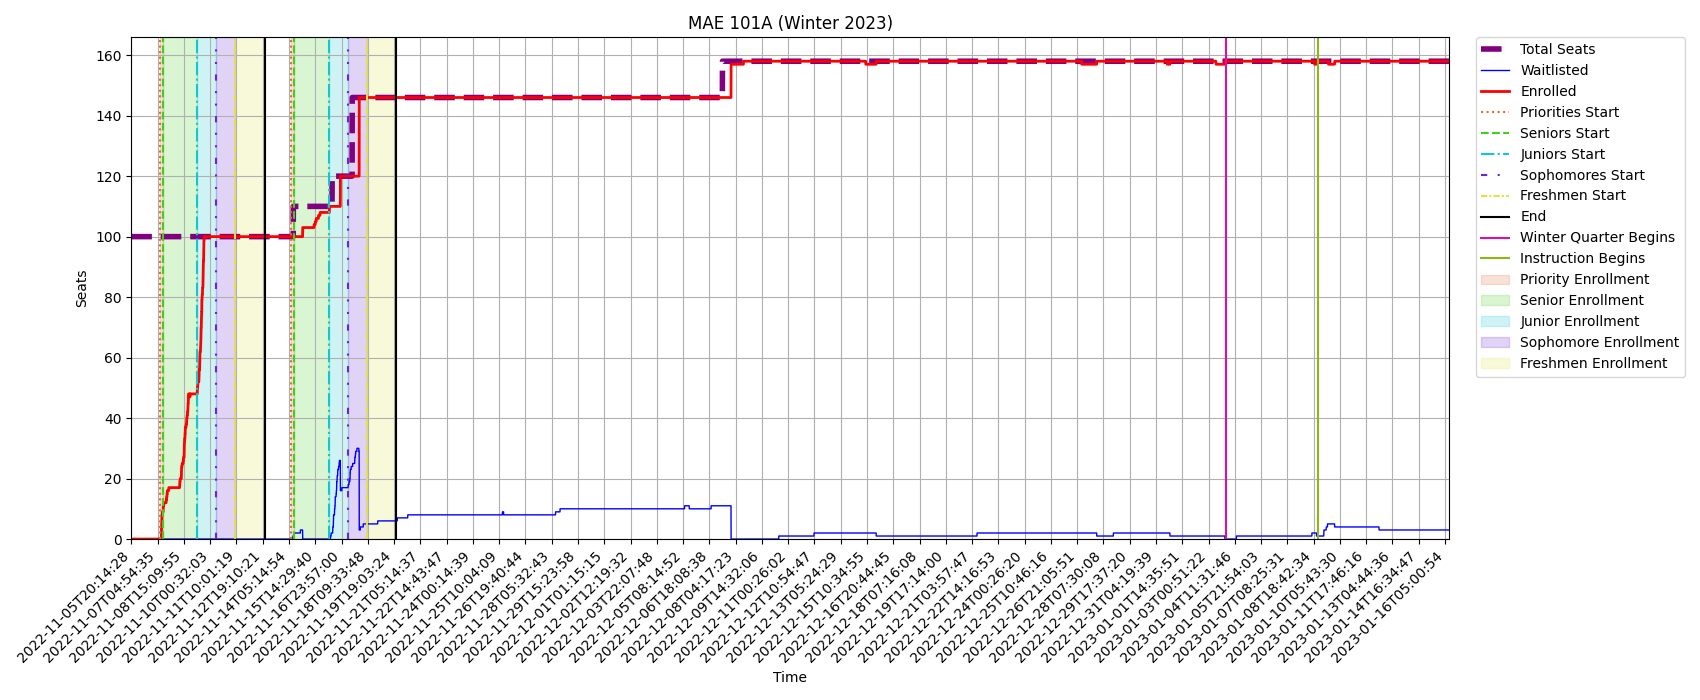 MAE 101A (Winter 2023)
160
140
120
100
80
60
40
20
0
Seats
2022-11-05T20:14:28
2022-11-07T04:54:35
2022-11-08T15:09:55
2022-11-10T00:32:03
2022-11-11T10:01:19
2022-11-12T19:10:21
2022-11-14T05:14:54
2022-11-15T14:29:40
2022-11-16T23:57:00
2022-11-18T09:33:48
2022-11-19T19:03:24
2022-11-21T05:14:37
2022-11-22T14:43:47
2022-11-24T00:14:39
2022-11-25T10:04:09
2022-11-26T19:40:44
2022-11-28T05:32:43
2022-11-29T15:23:58
2022-12-01T01:15:15
2022-12-02T12:19:32
2022-12-03T22:07:48
2022-12-05T08:14:52
2022-12-06T18:08:38
2022-12-08T04:17:23
2022-12-09T14:32:06
2022-12-11T00:26:02
2022-12-12T10:54:47
2022-12-13T05:24:29
2022-12-15T10:34:55
2022-12-16T20:44:45
2022-12-18T07:16:08
2022-12-19T17:14:00
2022-12-21T03:57:47
2022-12-22T14:16:53
2022-12-24T00:26:20
2022-12-25T10:46:16
2022-12-26T21:05:51
2022-12-28T07:30:08
2022-12-29T17:37:20
2022-12-31T04:19:39
2023-01-01T14:35:51
2023-01-03T00:51:22
2023-01-04T11:31:46
2023-01-05T21:54:03
2023-01-07T08:25:31
2023-01-08T18:42:34
2023-01-10T05:43:30
2023-01-11T17:46:16
2023-01-13T04:44:36
2023-01-14T16:34:47
2023-01-16T05:00:54
Time
Total Seats
Waitlisted
Enrolled
Priorities Start
Seniors Start
Juniors Start
Sophomores Start
Freshmen Start
End
Winter Quarter Begins
Instruction Begins
Priority Enrollment
Senior Enrollment
Junior Enrollment
Sophomore Enrollment
Freshmen Enrollment